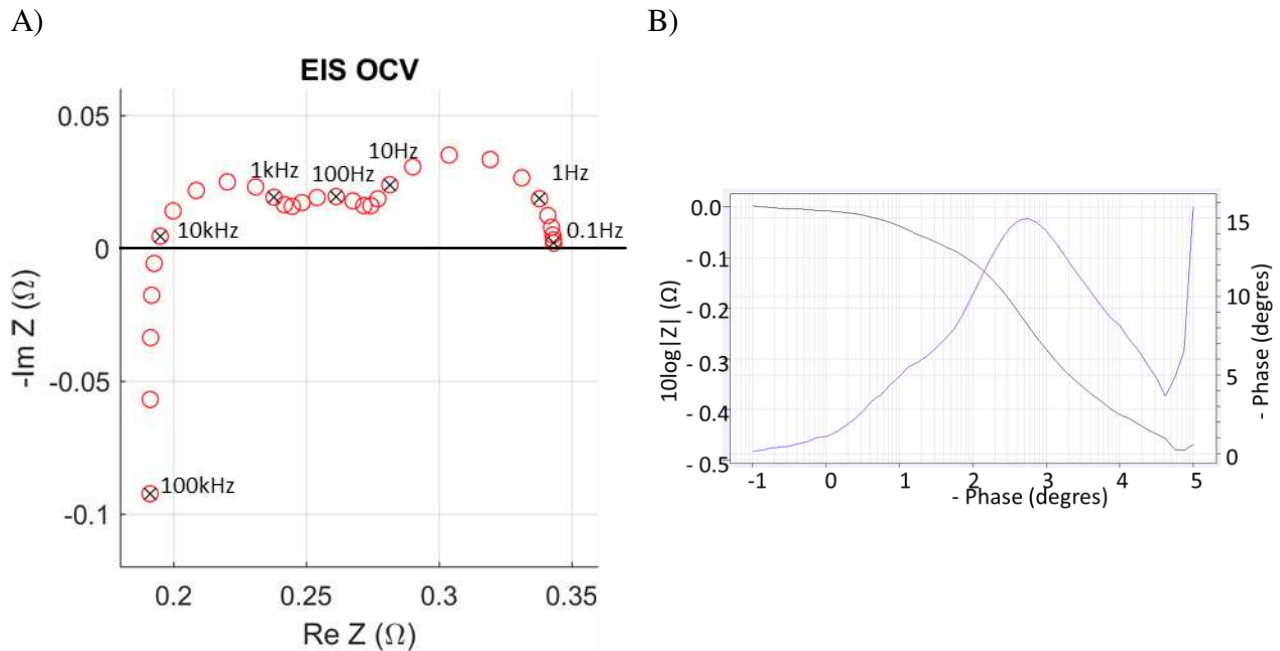 A)
B)
EIS OCV
0.05
0
-0.05
-0.1
-Im Z (Ω)
1kHz
100Hz
10Hz
1Hz
10kHz
0.1Hz
100kHz
0.2
0.25
0.3
0.35
Re Z (Ω)
0.0
- 0.1
- 0.2
- 0.3
- 0.4
- 0.5
10log|Z| (Ω)
15
10
5
0
- Phase (degres)
-1
0
1
2
3
4
5
- Phase (degres)